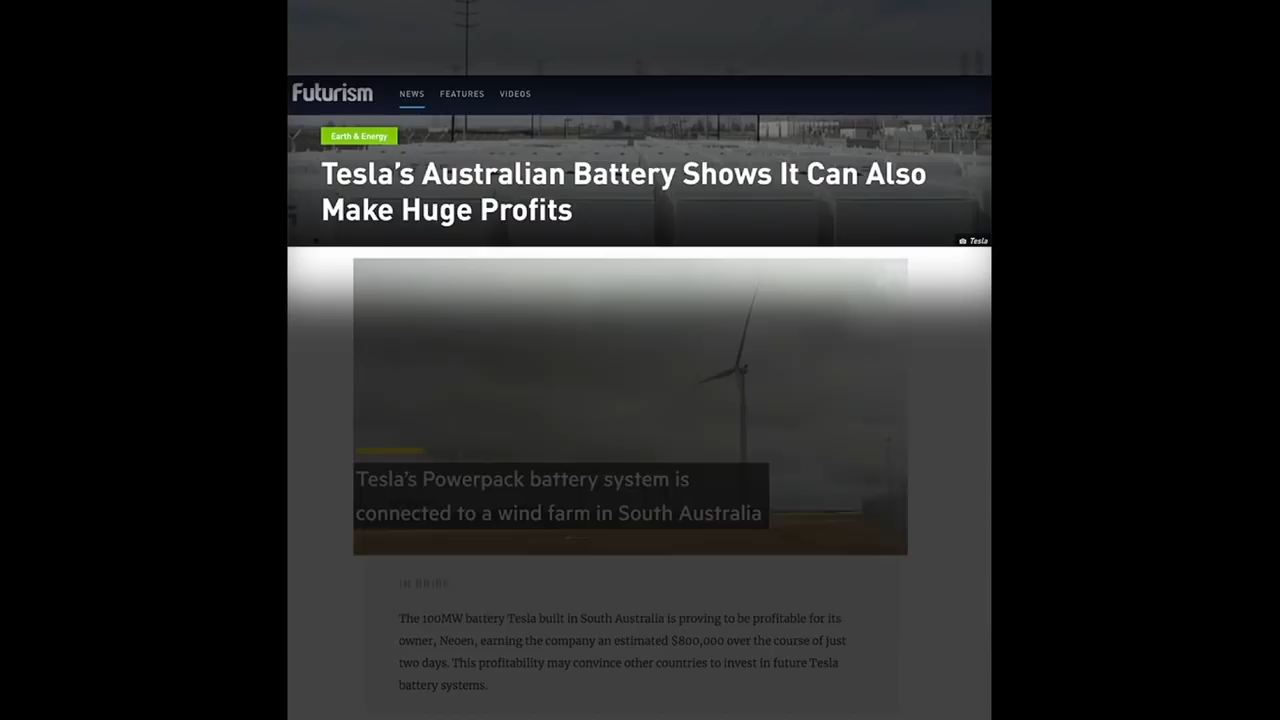 Futurism
NEWS FEATURES VIDEOS
Earth & Energy
Tesla's Australian Battery Shows It Can Also
Make Huge Profits
Tesla
Tesla's Powerpack battery system is
connected to a wind farm in South Australia
The 100MW battery Tesla built in South Australia is proving to be profitable for its
owner, Neoen, earning the company an estimated $800,000 over the course of just
two days. This profitability may convince other countries to invest in future Tesla
battery systems.